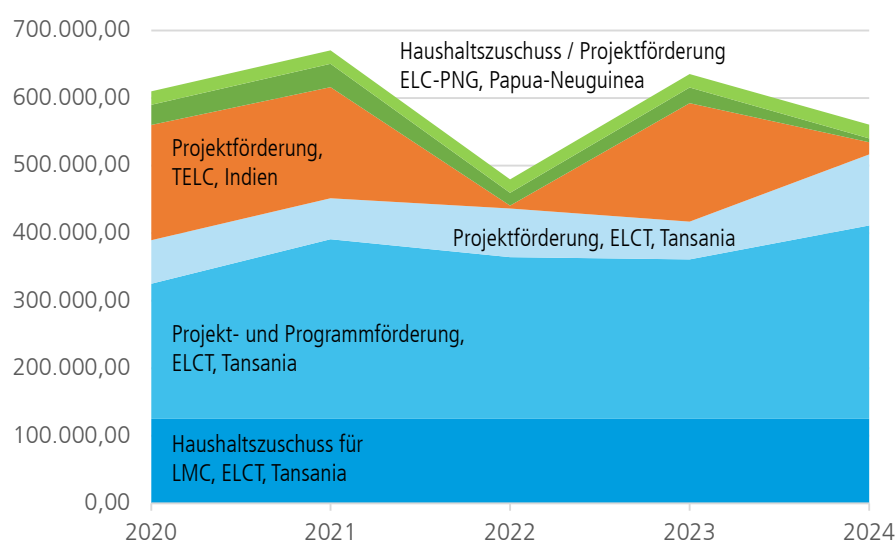 700.000,00
600.000,00
500.000,00
400.000,00
300.000,00
200.000,00
100.000,00
0,00
Haushaltszuschuss / Projektförderung
ELC-PNG, Papua-Neuguinea
Projektförderung,
TELC, Indien
Projektförderung, ELCT, Tansania
Projekt- und Programmförderung,
ELCT, Tansania
Haushaltszuschuss für
LMC, ELCT, Tansania
2020 2021 2022 2023 2024